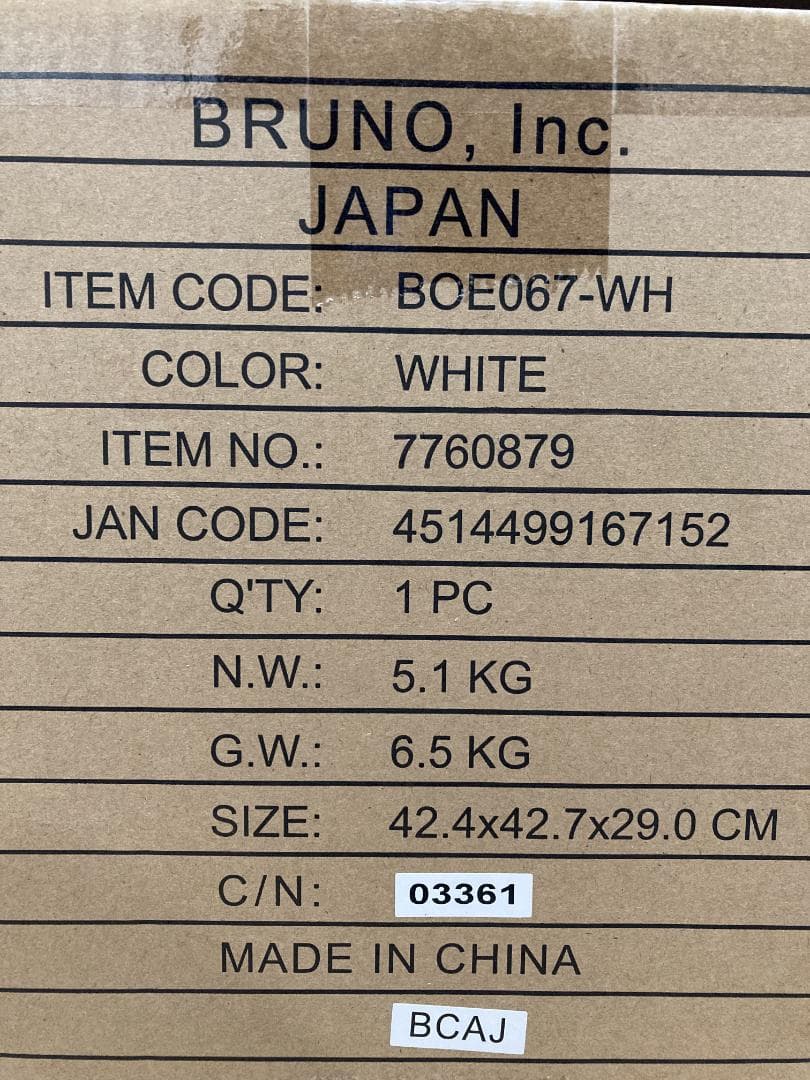 BRUNO, Inc.
JAPAN
ITEM CODE: BOE067-WH
COLOR: WHITE
ITEM NO.: 7760879
JAN CODE: 4514499167152
Q'TY: 1 PC
N.W.: 5.1 KG
G.W.: 6.5 KG
SIZE: 42.4x42.7x29.0 CM
C/N: 03361
MADE IN CHINA
BCAJ